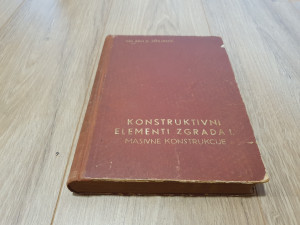 KONSTRUKTIVNI
ELEMENTI ZGRADA I.
MASIVNE KONSTRUKCIJE